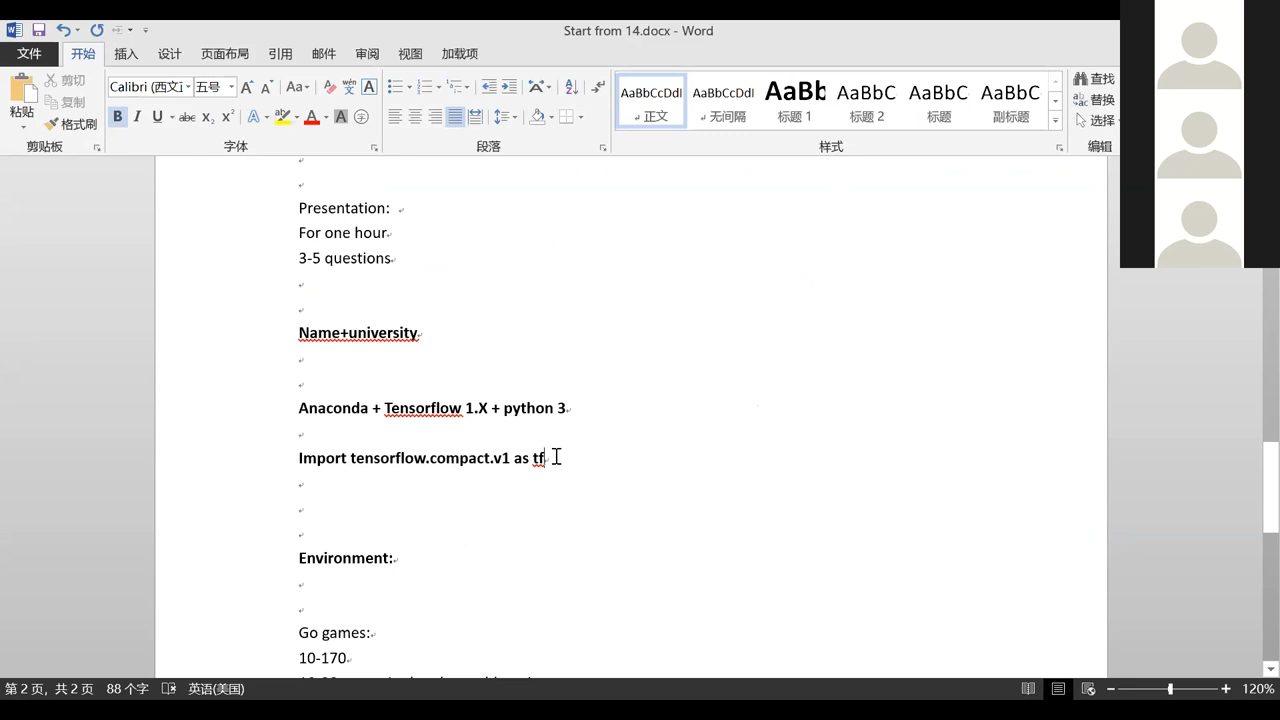 Start from 14.docx - Word
文件
开始
插入
设计
页面布局
引用
邮件
审阅
视图
加载项
粘贴
剪切
复制
格式刷
剪贴板
Calibri (西文
五号
Aa
B I U abc x₂ x²
A
字体
段落
AaBbCcDdI
AaBbCcDdI
AaBb
AaBbC
AaBbC
AaBbC
正文
无间隔
标题 1
标题 2
标题
副标题
样式
查找
替换
选择
编辑
Presentation:
For one hour
3-5 questions
Name+university
Anaconda + Tensorflow 1.X + python 3
Import tensorflow.compact.v1 as tf
Environment:
Go games:
10-170
第 2 页，共 2 页
88 个字
英语(美国)
120%